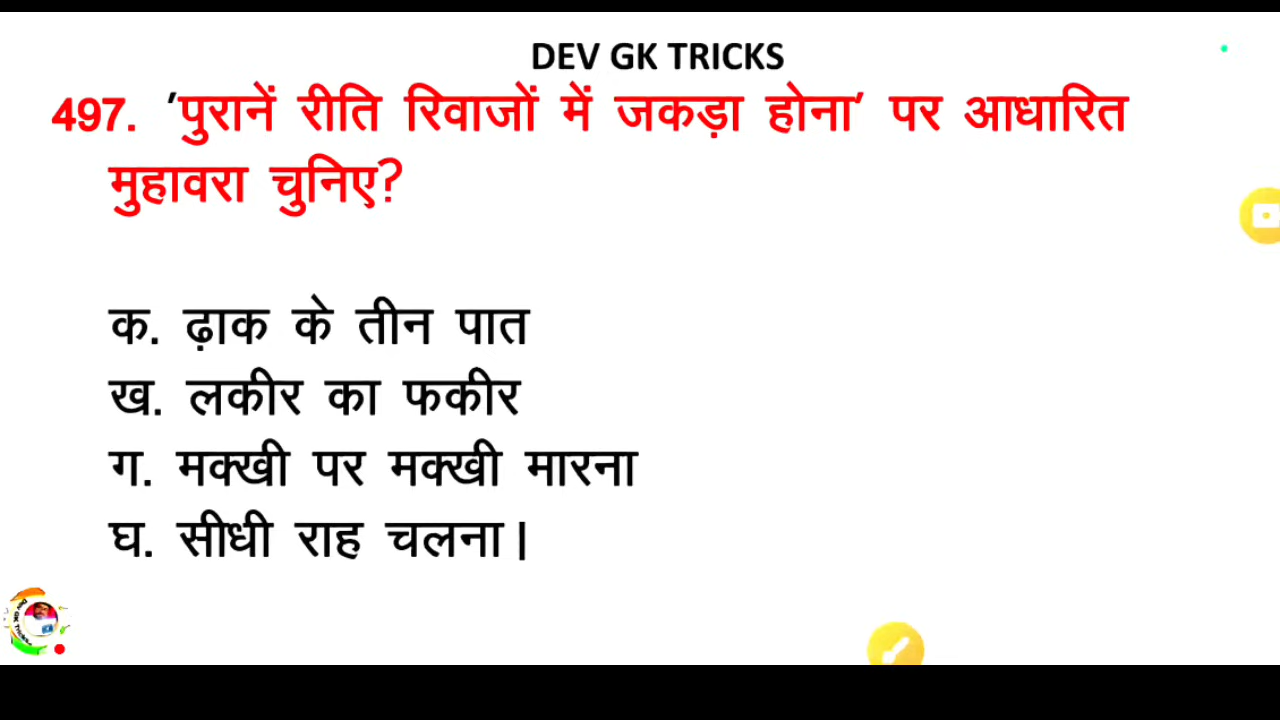 DEV GK TRICKS
497. 'पुरानें रीति रिवाजों में जकड़ा होना' पर आधारित
मुहावरा चुनिए?
क. ढ़ाक के तीन पात
ख. लकीर का फकीर
ग. मक्खी पर मक्खी मारना
घ. सीधी राह चलना।